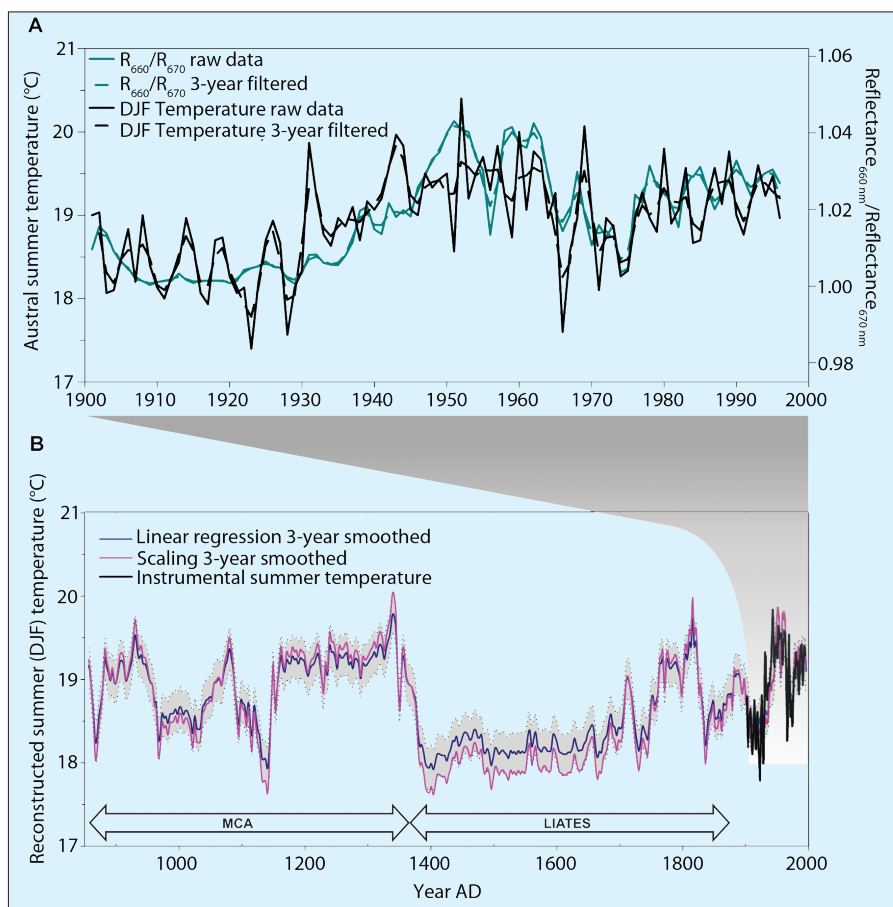 A
Austral summer temperature (°C)
21
20
19
18
17
R660/R670 raw data
R660/R670 3-year filtered
DJF Temperature raw data
DJF Temperature 3-year filtered
1.06
1.04
1.02
1.00
0.98
Reflectance660 nm/Reflectance670 nm
1900 1910 1920 1930 1940 1950 1960 1970 1980 1990 2000
B
Reconstructed summer (DJF) temperature (°C)
21
20
19
18
17
Linear regression 3-year smoothed
Scaling 3-year smoothed
Instrumental summer temperature
MCA LIATES
1000 1200 1400 1600 1800 2000
Year AD